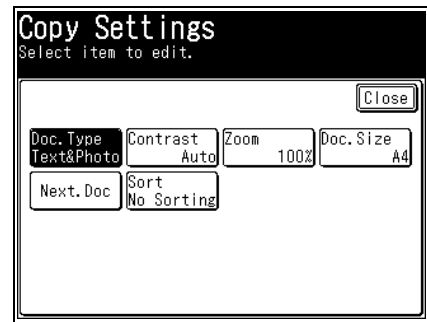 Copy Settings
Select item to edit.
Close
Doc.Type
Text&Photo
Contrast
Auto
Zoom
100%
Doc.Size
A4
Next.Doc
Sort
No Sorting